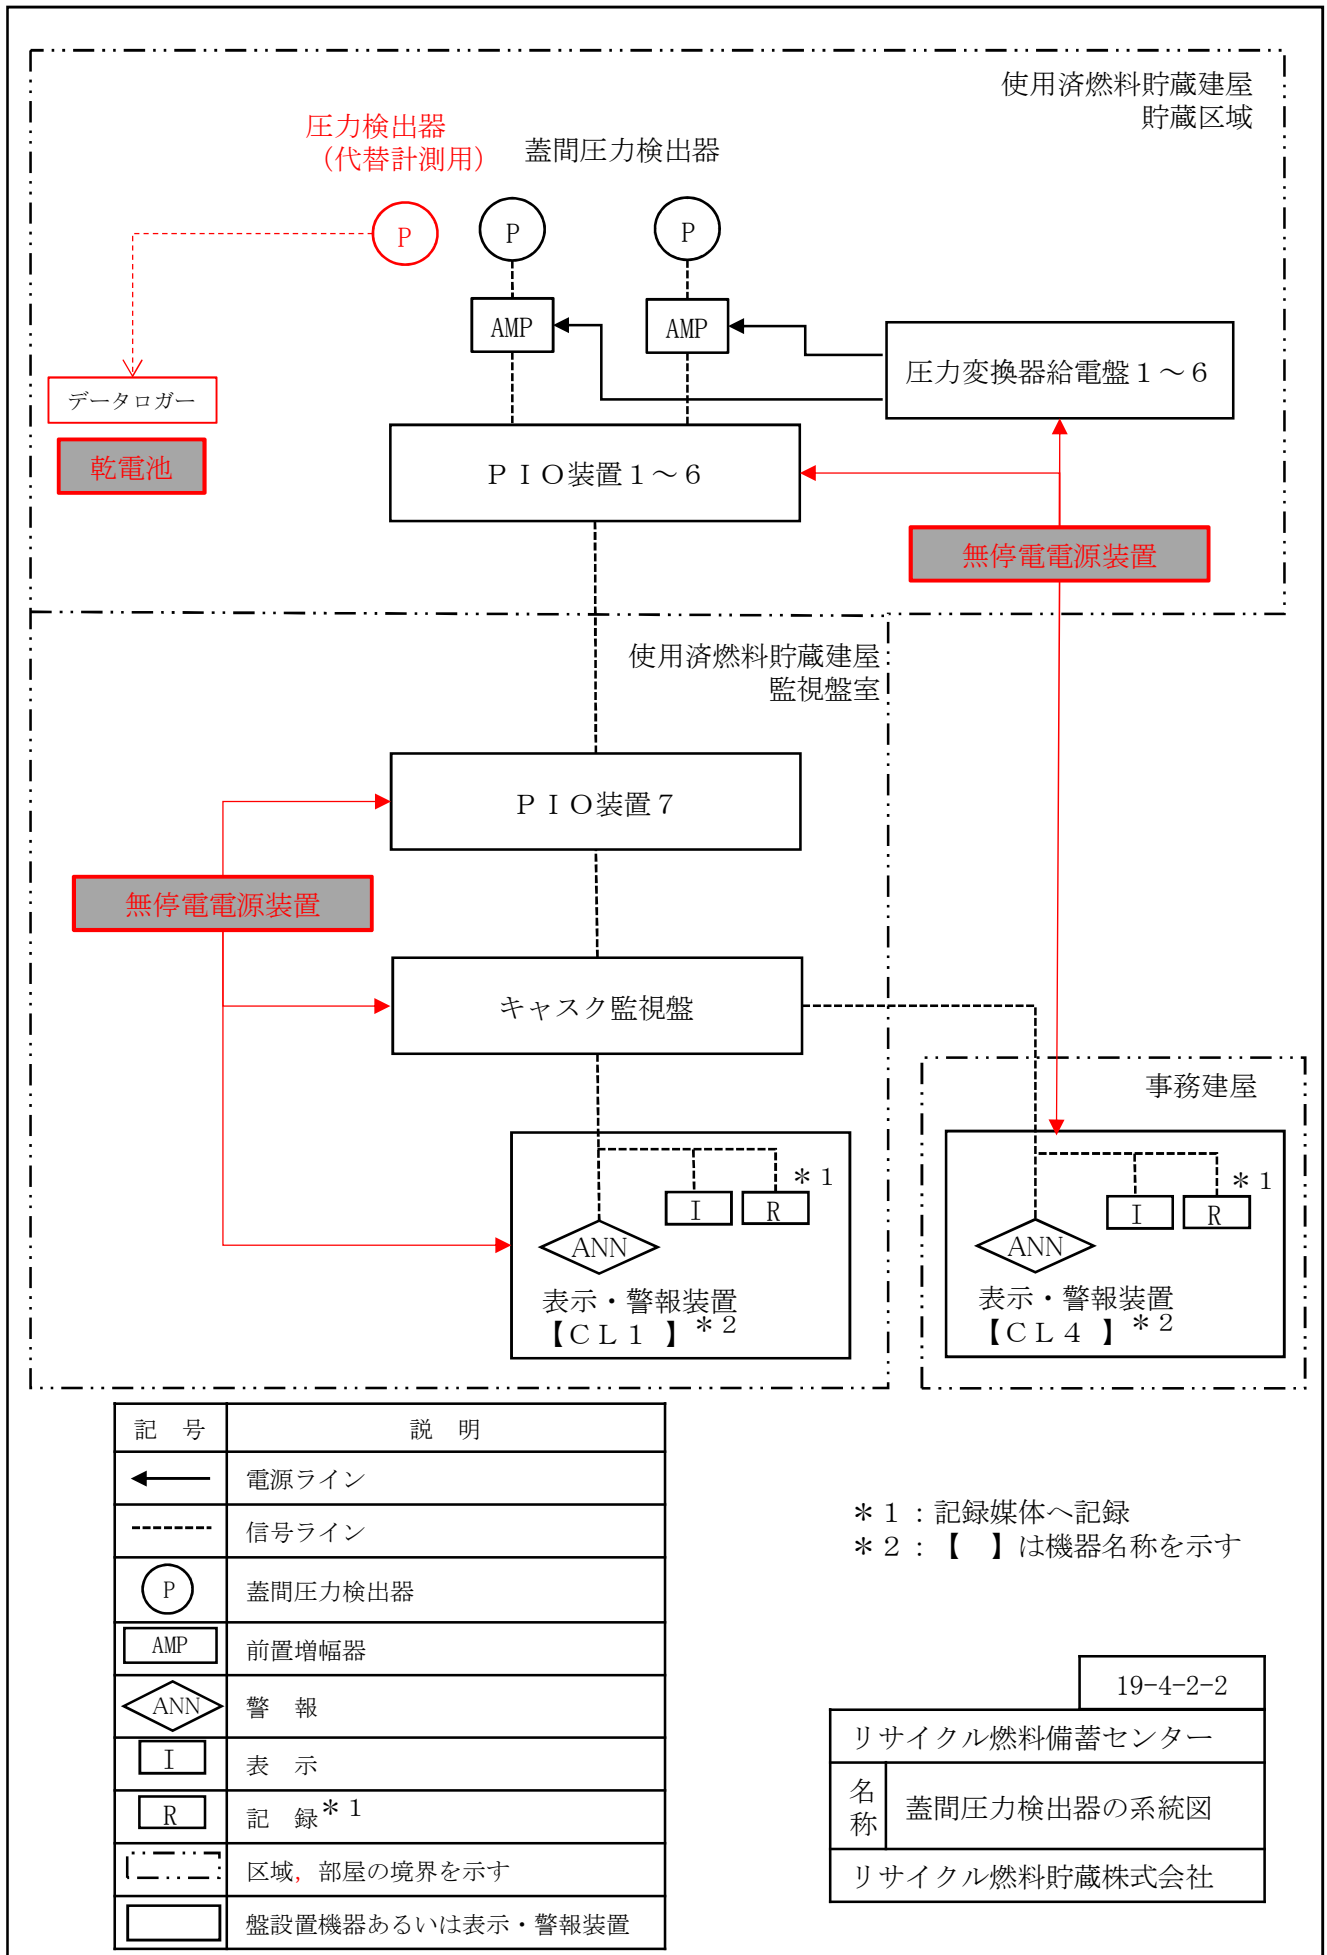 使用済燃料貯蔵建屋
貯蔵区域
圧力検出器
（代替計測用）
蓋間圧力検出器
P
P
P
AMP
AMP
圧力変換器給電盤１～６
データロガー
乾電池
ＰＩＯ装置１～６
無停電電源装置
使用済燃料貯蔵建屋
監視盤室
ＰＩＯ装置７
無停電電源装置
キャスク監視盤
事務建屋
＊１
I
R
ANN
表示・警報装置
【ＣＬ１】＊２
＊１
I
R
ANN
表示・警報装置
【ＣＬ４】＊２
記　号
説　明
電源ライン
信号ライン
P
蓋間圧力検出器
AMP
前置増幅器
ANN
警　報
I
表　示
R
記　録＊１
区域，部屋の境界を示す
盤設置機器あるいは表示・警報装置
＊１：記録媒体へ記録
＊２：【　】は機器名称を示す
19-4-2-2
リサイクル燃料備蓄センター
名称
蓋間圧力検出器の系統図
リサイクル燃料貯蔵株式会社